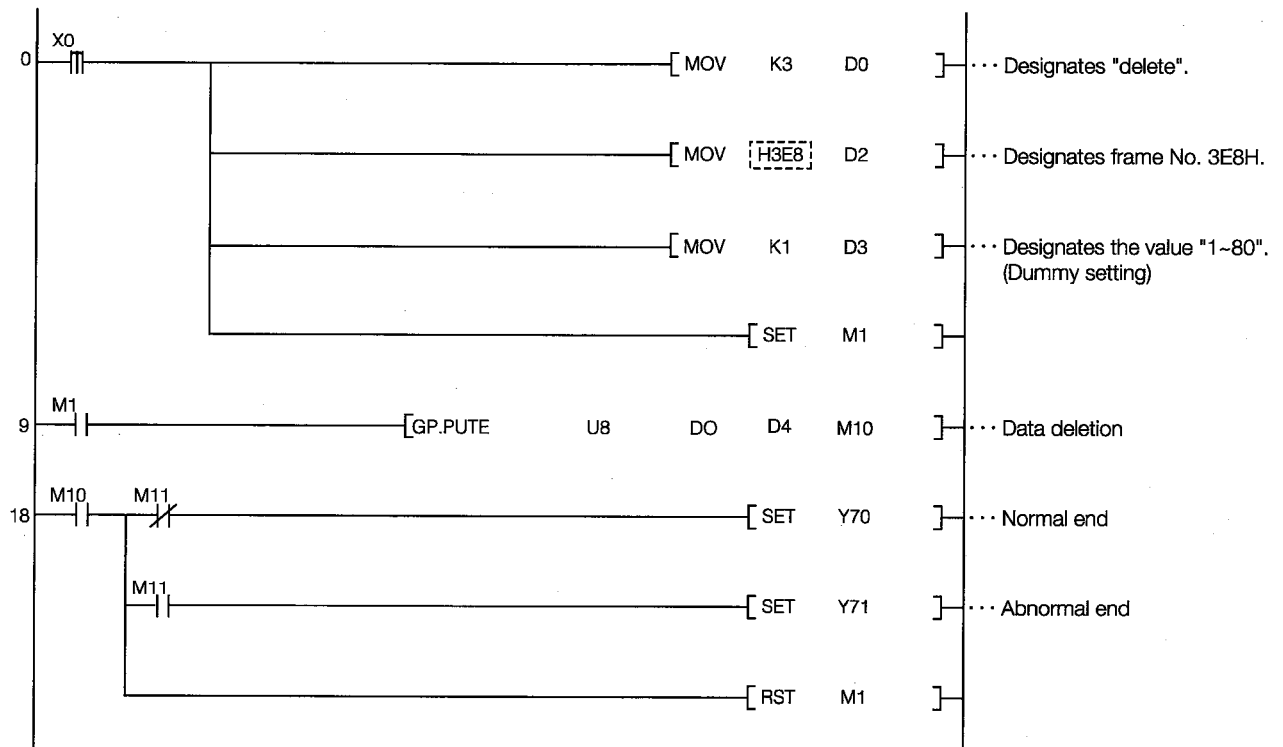 X0
0 MOV K3 D0 ··· Designates "delete".
MOV H3E8 D2 ··· Designates frame No. 3E8H.
MOV K1 D3 ··· Designates the value "1~80".
(Dummy setting)
SET M1
M1
9 GP.PUTE U8 DO D4 M10 ··· Data deletion
M10 M11
18 SET Y70 ··· Normal end
M11
SET Y71 ··· Abnormal end
RST M1